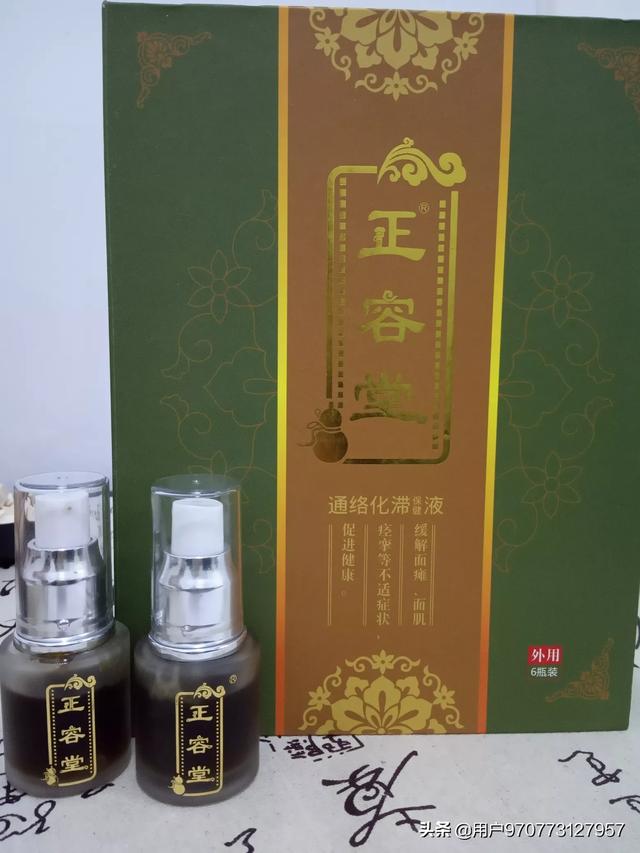 正容堂®
通络化滞保健液
缓解面瘫、面肌
痉挛等不适症状，
促进健康。
外用
6瓶装
正容堂
正容堂®
头条 @用户970773127957